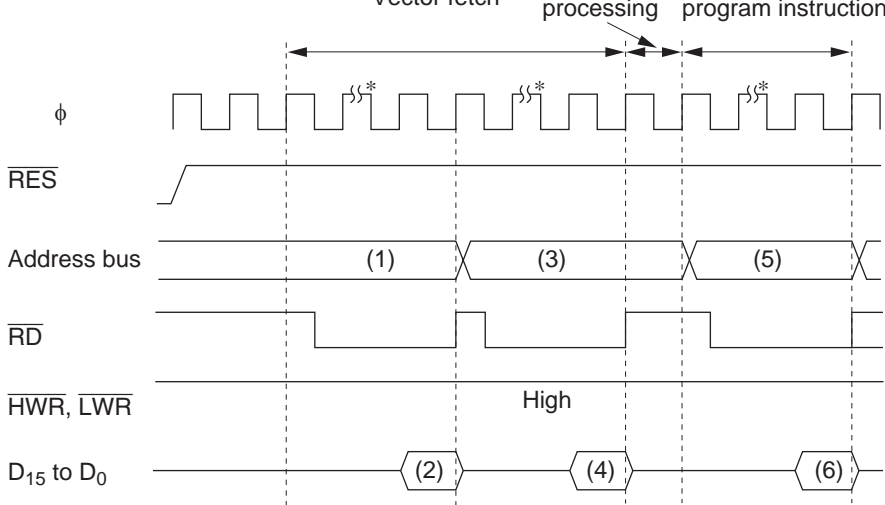 Vector fetch
processing program instruction
ϕ
*
*
*
RES
Address bus (1) (3) (5)
RD
HWR, LWR
High
D15 to D0 (2) (4) (6)